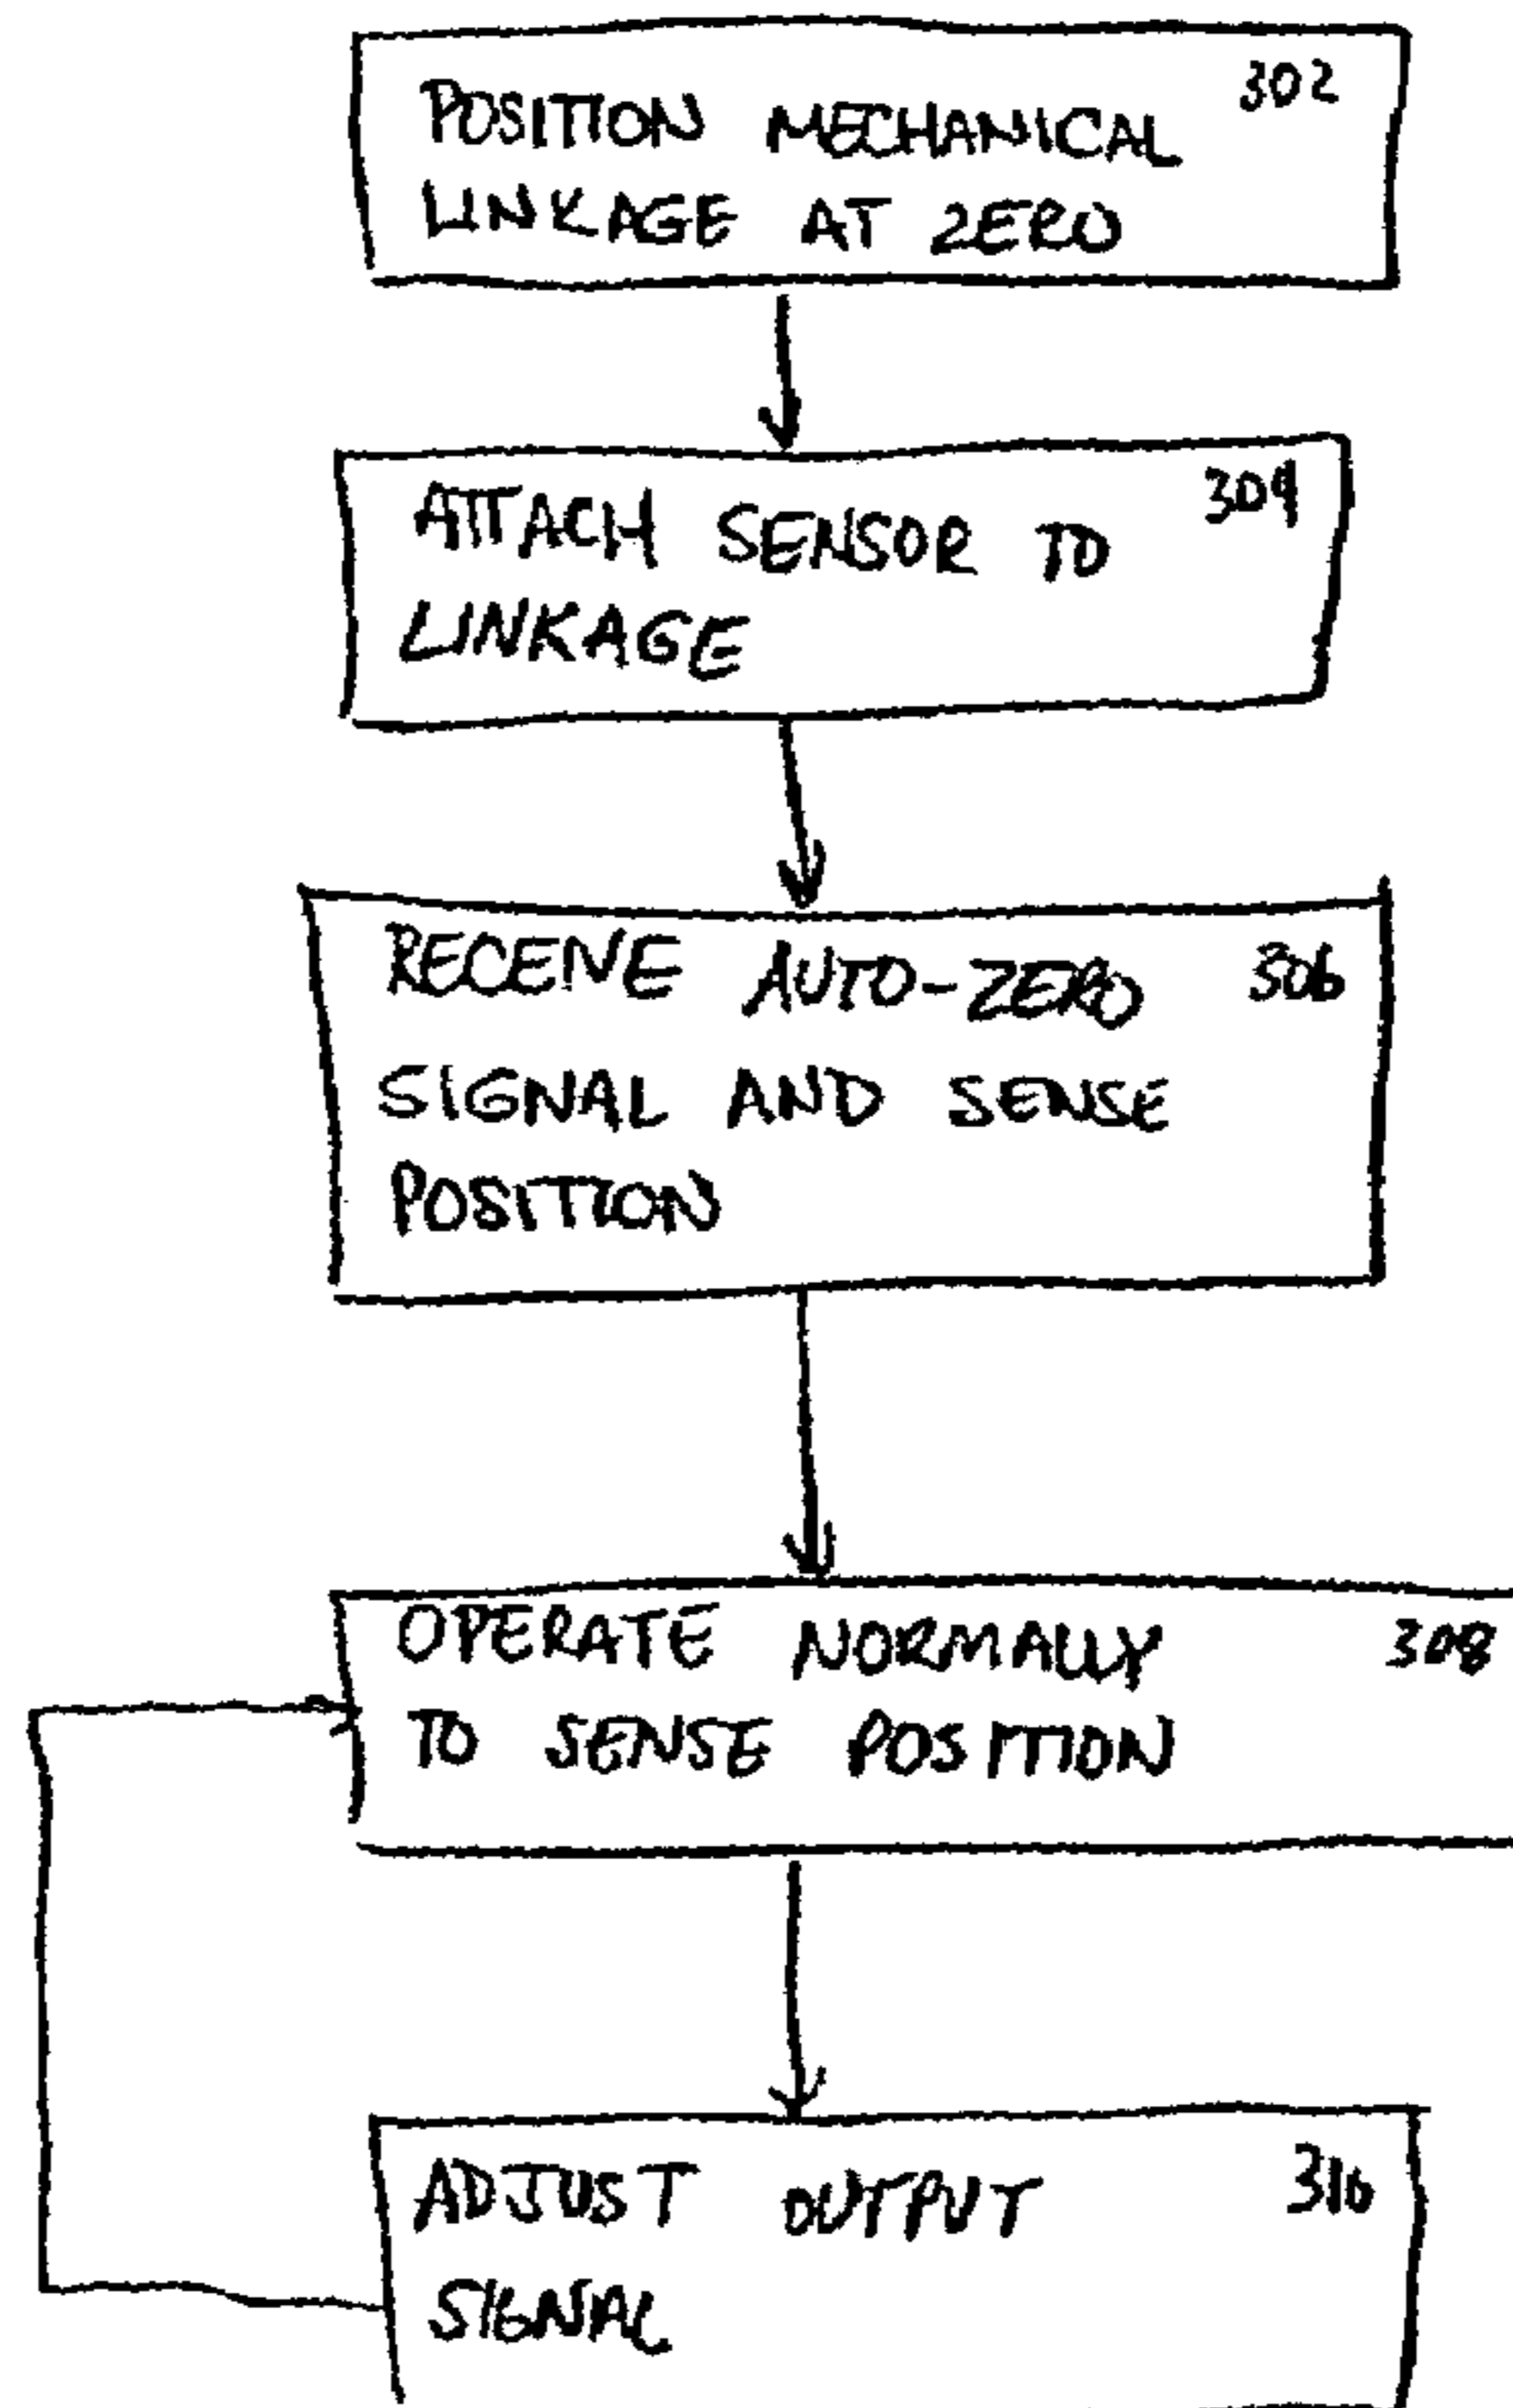 POSITION MECHANICAL 302
LINKAGE AT ZERO
ATTACH SENSOR TO 304
LINKAGE
RECEIVE AUTO-ZERO 306
SIGNAL AND SENSE
POSITION
OPERATE NORMALLY 308
TO SENSE POSITION
ADJUST OUTPUT 310
SIGNAL